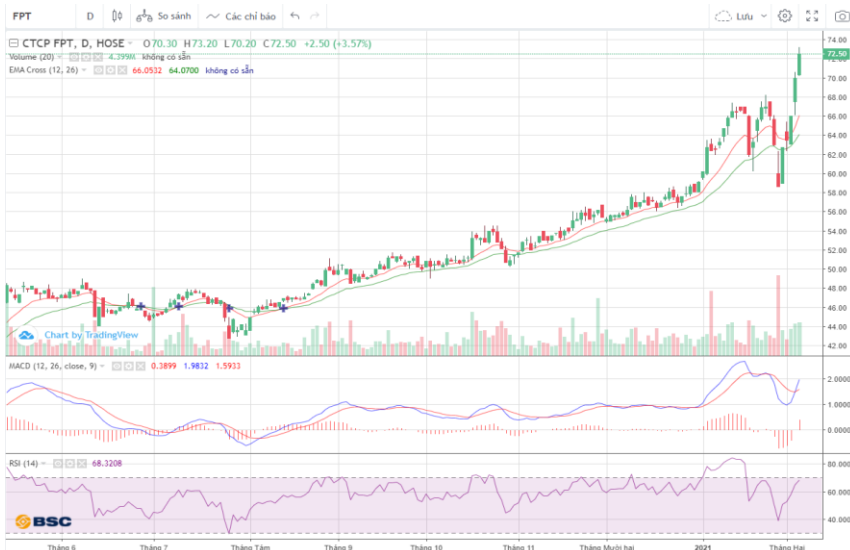 FPT D So sánh Các chỉ báo Lưu
CTCP FPT, D, HOSE O70.30 H73.20 L70.20 C72.50 +2.50 (+3.57%)
Volume (20) 4.399M không có sẵn
EMA Cross (12, 26) 66.0532 64.0700 không có sẵn
74.00
72.50
72.00
70.00
68.00
66.00
64.00
62.00
60.00
58.00
56.00
54.00
52.00
50.00
48.00
46.00
44.00
42.00
Chart by TradingView
MACD (12, 26, close, 9) 0.3899 1.9832 1.5933
2.0000
1.0000
0.0000
RSI (14) 68.3208
80.0000
60.0000
40.0000
BSC
Tháng 6 Tháng 7 Tháng Tám Tháng 9 Tháng 10 Tháng 11 Tháng Mười hai 2021 Tháng Hai